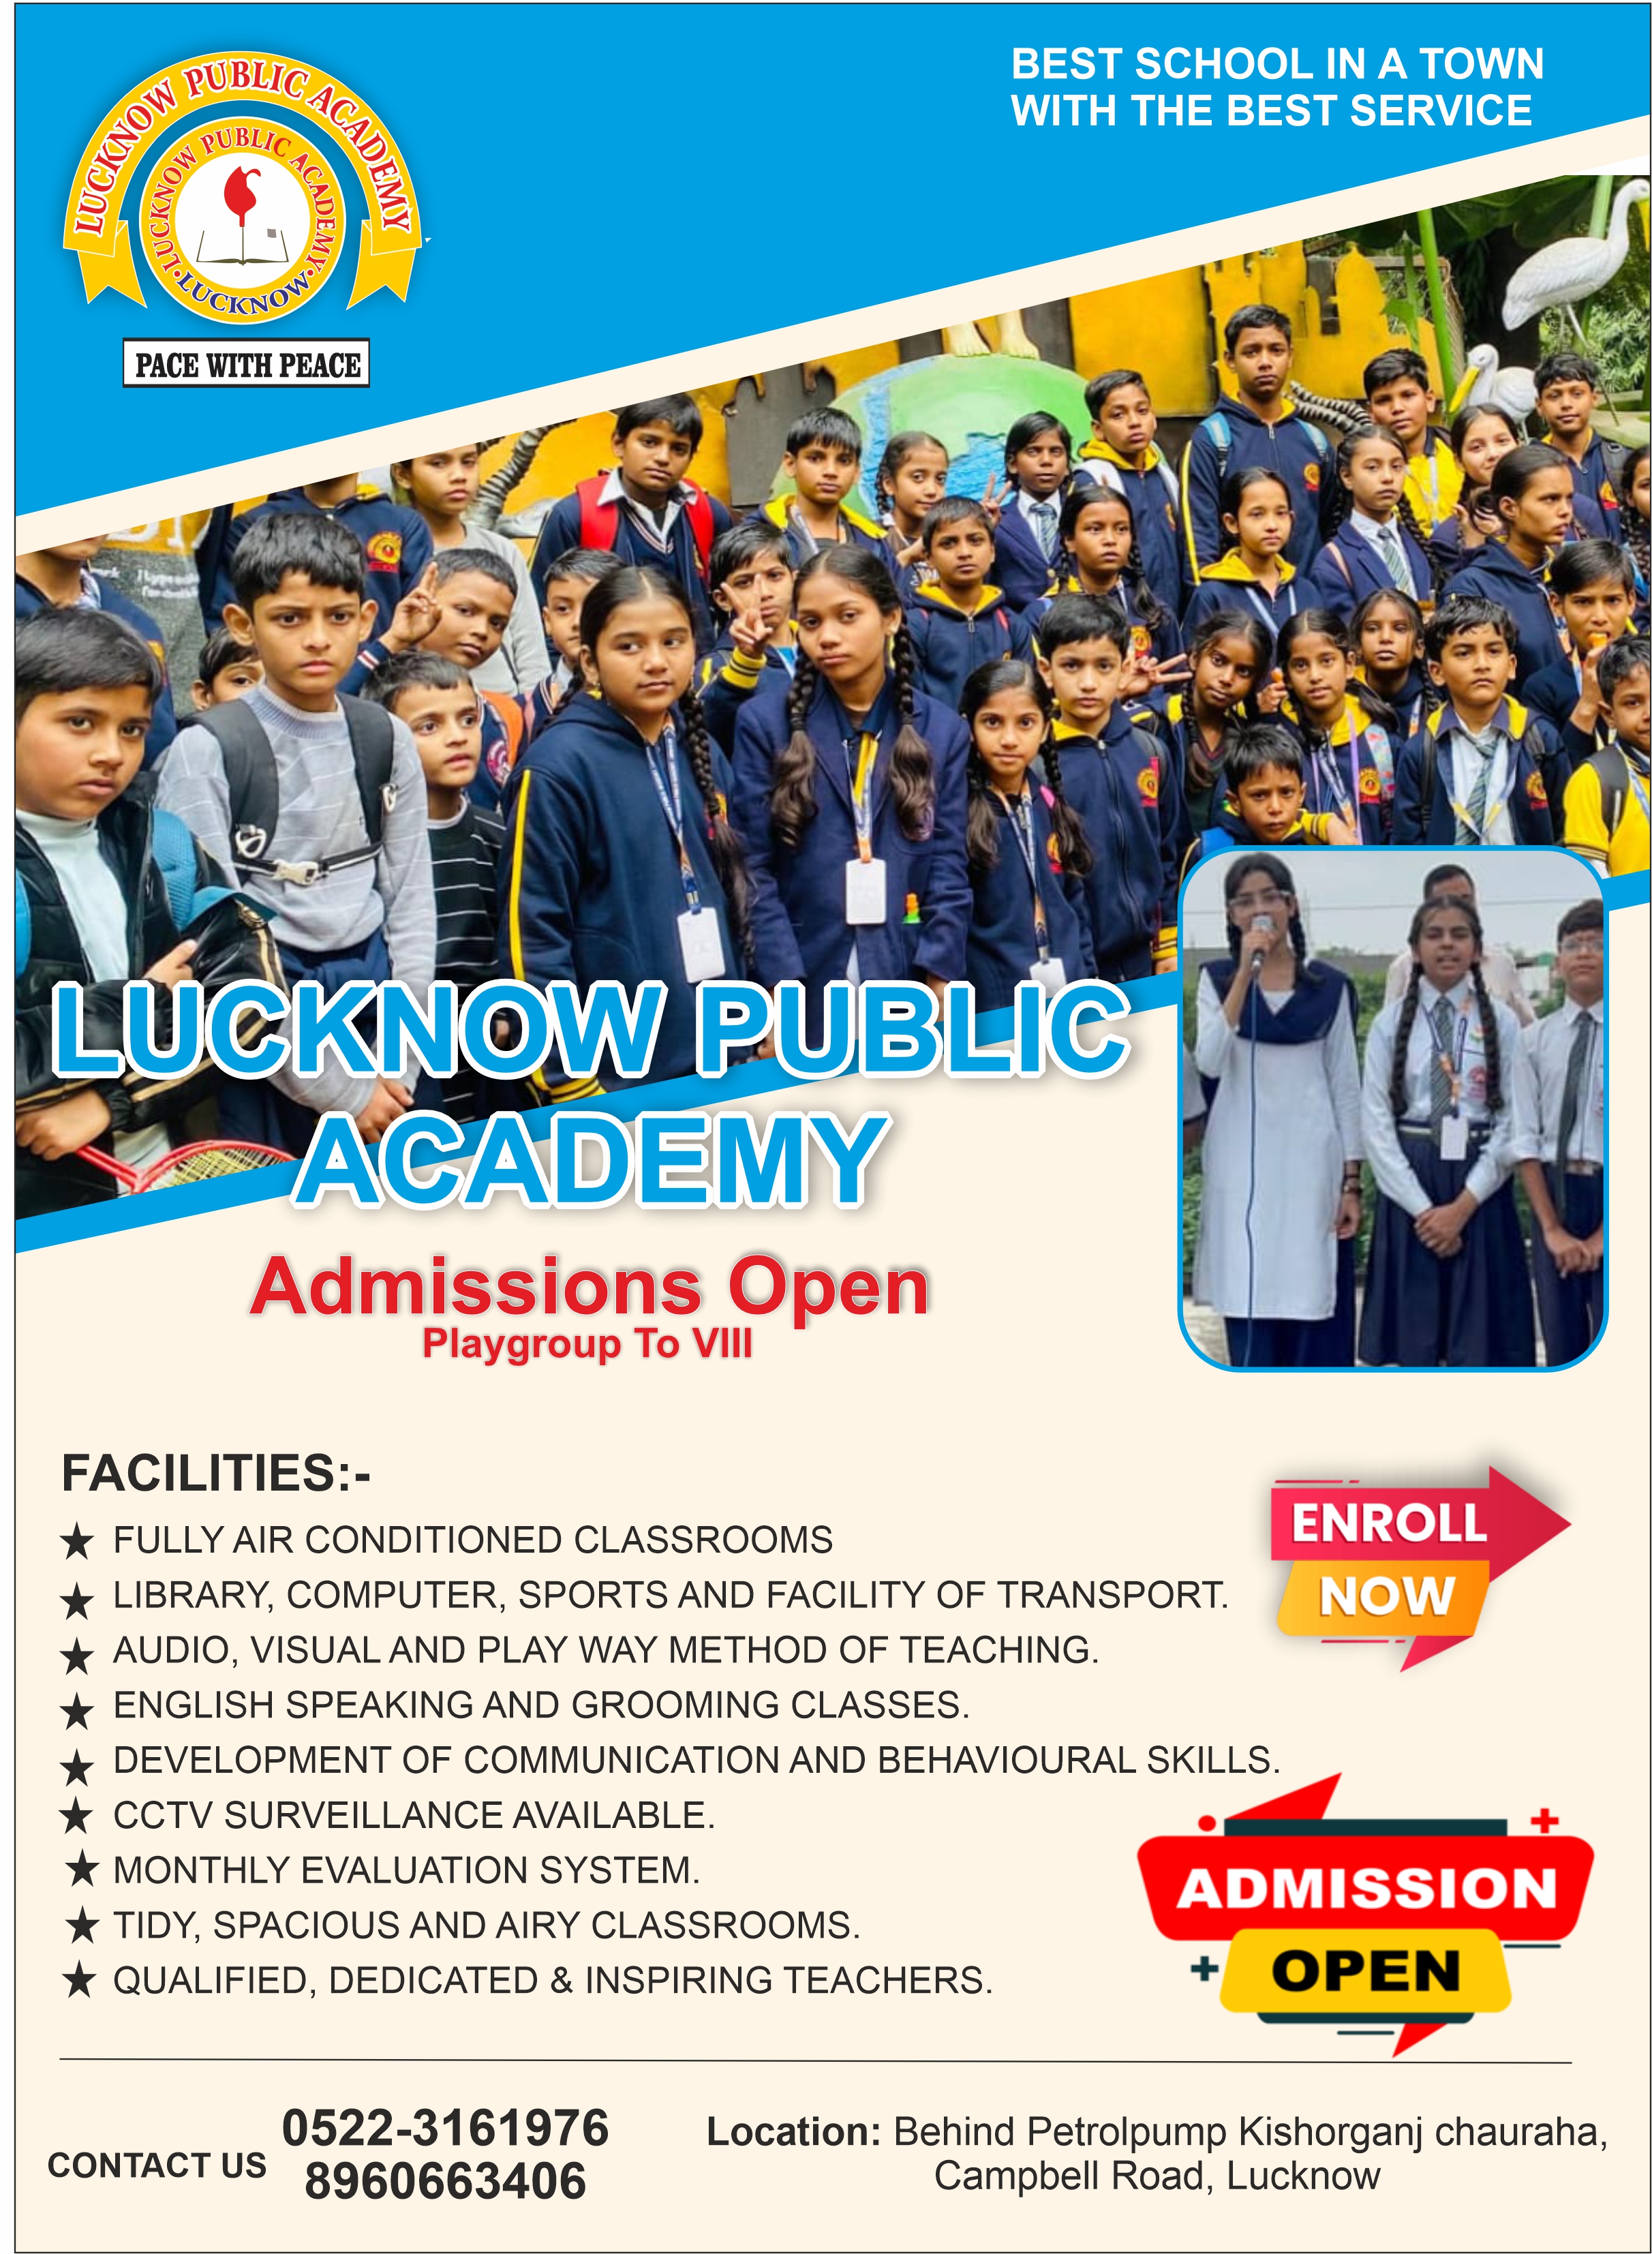 LUCKNOW PUBLIC ACADEMY
LUCKNOW PUBLIC ACADEMY
LUCKNOW
PACE WITH PEACE
BEST SCHOOL IN A TOWN
WITH THE BEST SERVICE
LUCKNOW PUBLIC
ACADEMY
Admissions Open
Playgroup To VIII
FACILITIES:-
★ FULLY AIR CONDITIONED CLASSROOMS
★ LIBRARY, COMPUTER, SPORTS AND FACILITY OF TRANSPORT.
★ AUDIO, VISUAL AND PLAY WAY METHOD OF TEACHING.
★ ENGLISH SPEAKING AND GROOMING CLASSES.
★ DEVELOPMENT OF COMMUNICATION AND BEHAVIOURAL SKILLS.
★ CCTV SURVEILLANCE AVAILABLE.
★ MONTHLY EVALUATION SYSTEM.
★ TIDY, SPACIOUS AND AIRY CLASSROOMS.
★ QUALIFIED, DEDICATED & INSPIRING TEACHERS.
ENROLL
NOW
ADMISSION
OPEN
CONTACT US
0522-3161976
8960663406
Location: Behind Petrolpump Kishorganj chauraha,
Campbell Road, Lucknow